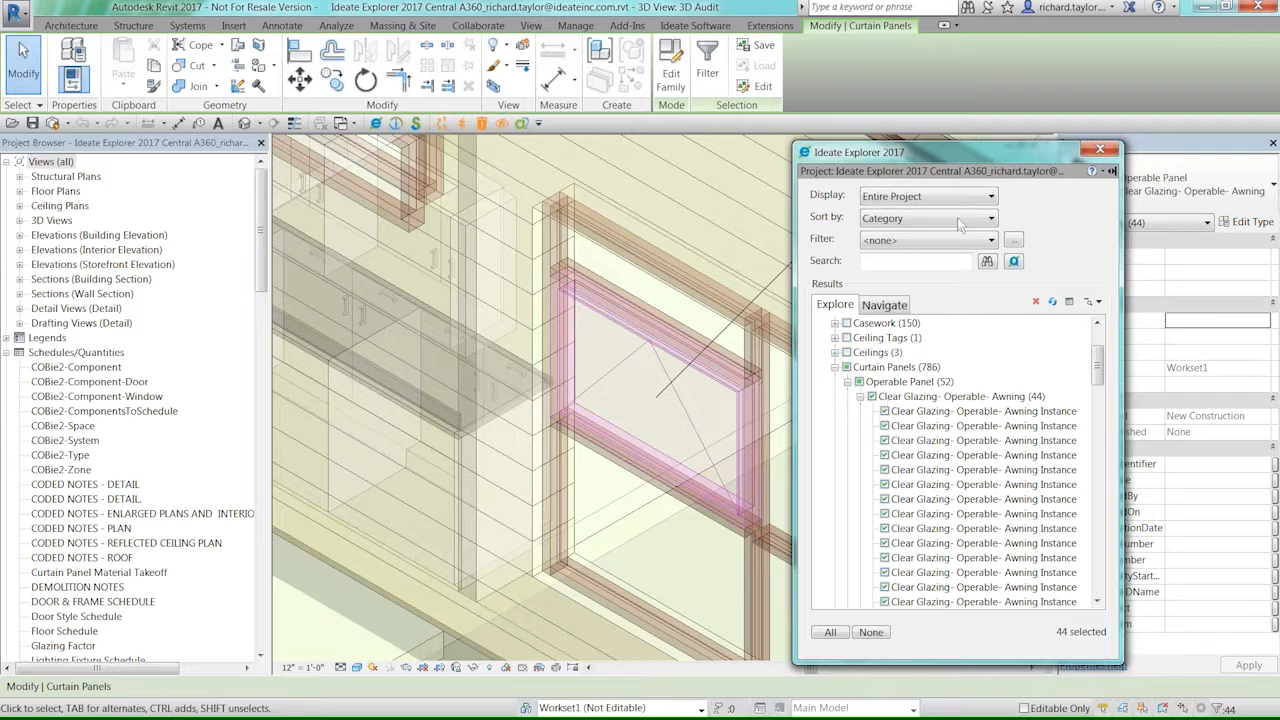 Autodesk Revit 2017 - Not For Resale Version - Ideate Explorer 2017 Central A360_richard.taylor@ideateinc.com.rvt - 3D View: 3D Audit
Type a keyword or phrase
richard.taylor@...
Architecture Structure Systems Insert Annotate Analyze Massing & Site Collaborate View Manage Add-Ins Ideate Software Extensions Modify | Curtain Panels
Modify
Paste
Cope
Cut
Join
Edit Family
Filter
Save
Load
Edit
Select Properties Clipboard Geometry Modify View Measure Create Mode Selection
Project Browser - Ideate Explorer 2017 Central A360_richar...
Views (all)
Structural Plans
Floor Plans
Ceiling Plans
3D Views
Elevations (Building Elevation)
Elevations (Interior Elevation)
Elevations (Storefront Elevation)
Sections (Building Section)
Sections (Wall Section)
Detail Views (Detail)
Drafting Views (Detail)
Legends
Schedules/Quantities
COBie2-Component
COBie2-Component-Door
COBie2-Component-Window
COBie2-ComponentsToSchedule
COBie2-Space
COBie2-System
COBie2-Type
COBie2-Zone
CODED NOTES - DETAIL
CODED NOTES - DETAIL.
CODED NOTES - ENLARGED PLANS AND INTERIO
CODED NOTES - PLAN
CODED NOTES - REFLECTED CEILING PLAN
CODED NOTES - ROOF
Curtain Panel Material Takeoff
DEMOLITION NOTES
DOOR & FRAME SCHEDULE
Door Style Schedule
Floor Schedule
Glazing Factor
Lighting Fixture Schedule
Ideate Explorer 2017
Project: Ideate Explorer 2017 Central A360_richard.taylor@...
Display: Entire Project
Sort by: Category
Filter: <none> ...
Search:
Results
Explore Navigate
Casework (150)
Ceiling Tags (1)
Ceilings (3)
Curtain Panels (786)
Operable Panel (52)
Clear Glazing- Operable- Awning (44)
Clear Glazing- Operable- Awning Instance
Clear Glazing- Operable- Awning Instance
Clear Glazing- Operable- Awning Instance
Clear Glazing- Operable- Awning Instance
Clear Glazing- Operable- Awning Instance
Clear Glazing- Operable- Awning Instance
Clear Glazing- Operable- Awning Instance
Clear Glazing- Operable- Awning Instance
Clear Glazing- Operable- Awning Instance
Clear Glazing- Operable- Awning Instance
Clear Glazing- Operable- Awning Instance
Clear Glazing- Operable- Awning Instance
Clear Glazing- Operable- Awning Instance
Clear Glazing- Operable- Awning Instance
All None 44 selected
Operable Panel
Clear Glazing- Operable- Awning
(44) Edit Type
Workset1
New Construction
None
Apply
12" = 1'-0"
Modify | Curtain Panels
Click to select, TAB for alternates, CTRL adds, SHIFT unselects.
Workset1 (Not Editable)
:0
Main Model
Editable Only
:44